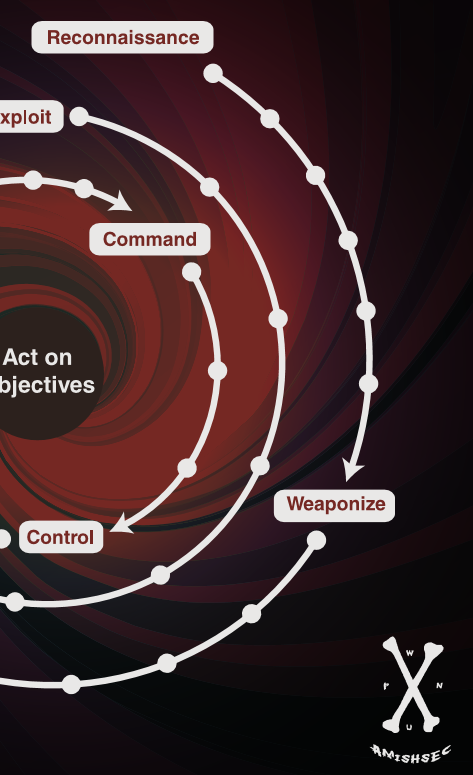 Reconnaissance
xploit
Command
Act on
bjectives
Weaponize
Control
W
P N
U
AMISHSEC